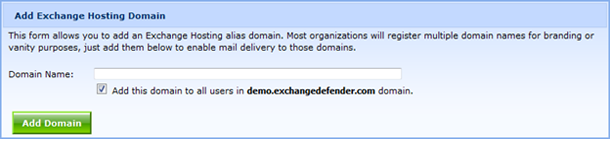 Add Exchange Hosting Domain
This form allows you to add an Exchange Hosting alias domain. Most organizations will register multiple domain names for branding or
vanity purposes, just add them below to enable mail delivery to those domains.
Domain Name:
Add this domain to all users in demo.exchangedefender.com domain.
Add Domain